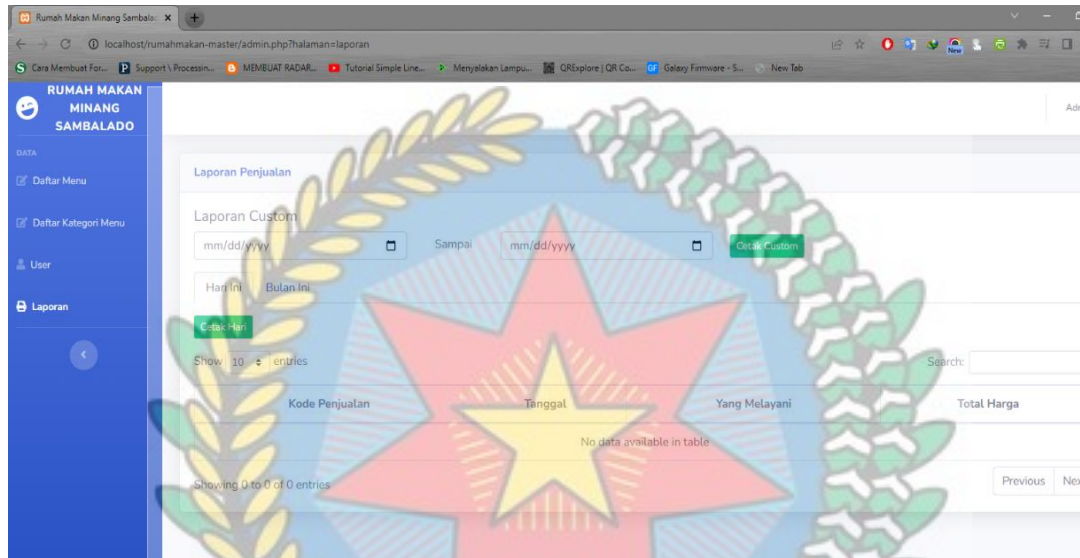 Rumah Makan Minang Sambala
localhost/rumahmakan-master/admin.php?halaman=laporan
New
Cara Membuat For... Support \ Processin... MEMBUAT RADAR... Tutorial Simple Line... Menyalakan Lampu... QRExplore | QR Co... GF Galaxy Firmware - S... New Tab
RUMAH MAKAN
MINANG
SAMBALADO
DATA
Daftar Menu
Daftar Kategori Menu
User
Laporan
Laporan Penjualan
Laporan Custom
mm/dd/yyyy Sampai mm/dd/yyyy Cetak Custom
Hari Ini Bulan Ini
Cetak Hari
Show 10 entries Search:
Kode Penjualan Tanggal Yang Melayani Total Harga
No data available in table
Showing 0 to 0 of 0 entries Previous